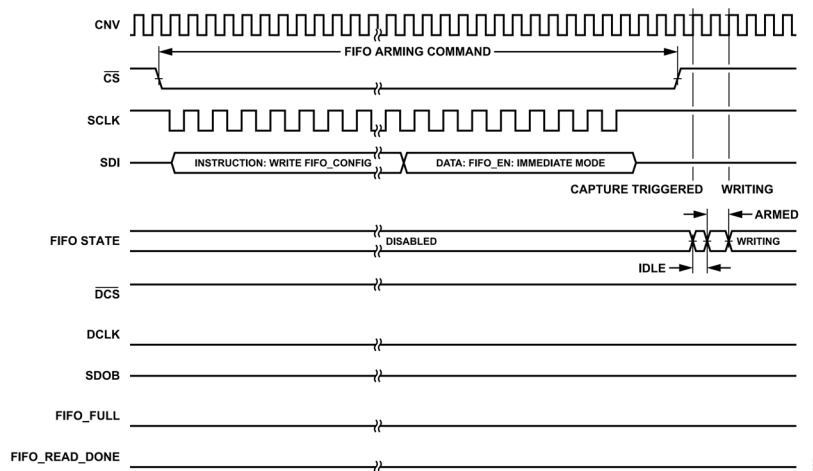 CNV
FIFO ARMING COMMAND
CS
SCLK
SDI
INSTRUCTION: WRITE FIFO_CONFIG
DATA: FIFO_EN: IMMEDIATE MODE
CAPTURE TRIGGERED
WRITING
ARMED
FIFO STATE
DISABLED
WRITING
IDLE
DCS
DCLK
SDOB
FIFO_FULL
FIFO_READ_DONE